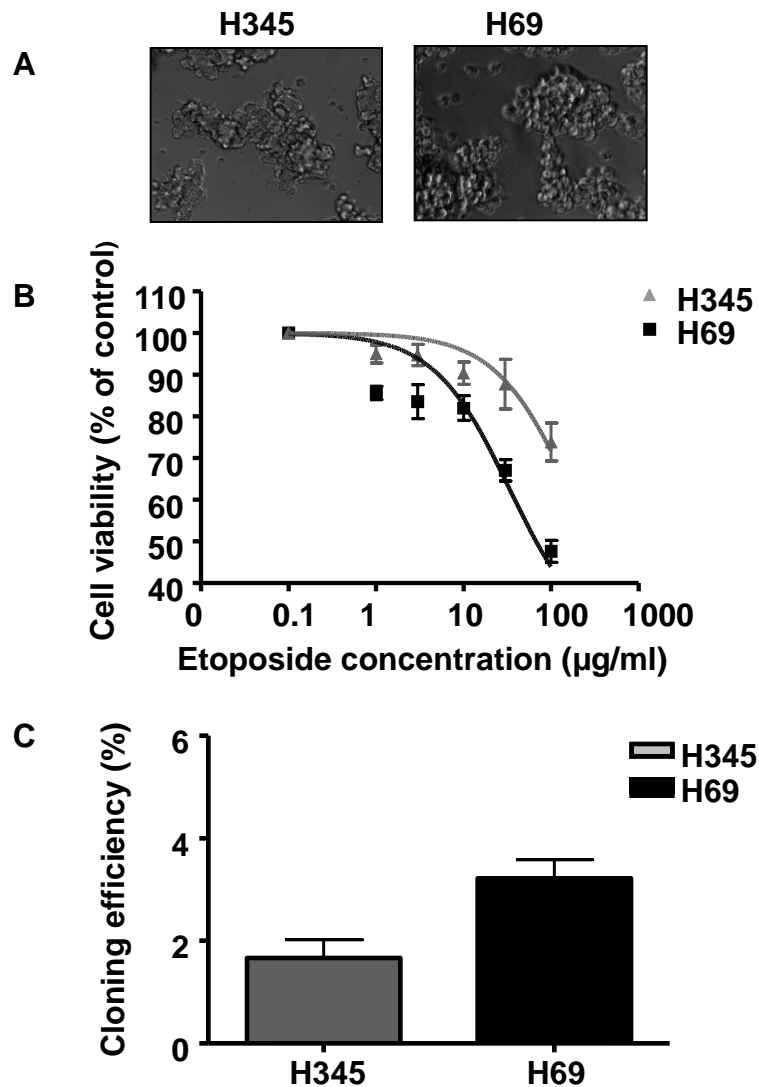 H345 H69
A
B
Cell viability (% of control)
110
100
90
80
70
60
50
40
0 0.1 1 10 100 1000
Etoposide concentration (µg/ml)
H345
H69
C
Cloning efficiency (%)
6
4
2
0
H345 H69
H345
H69